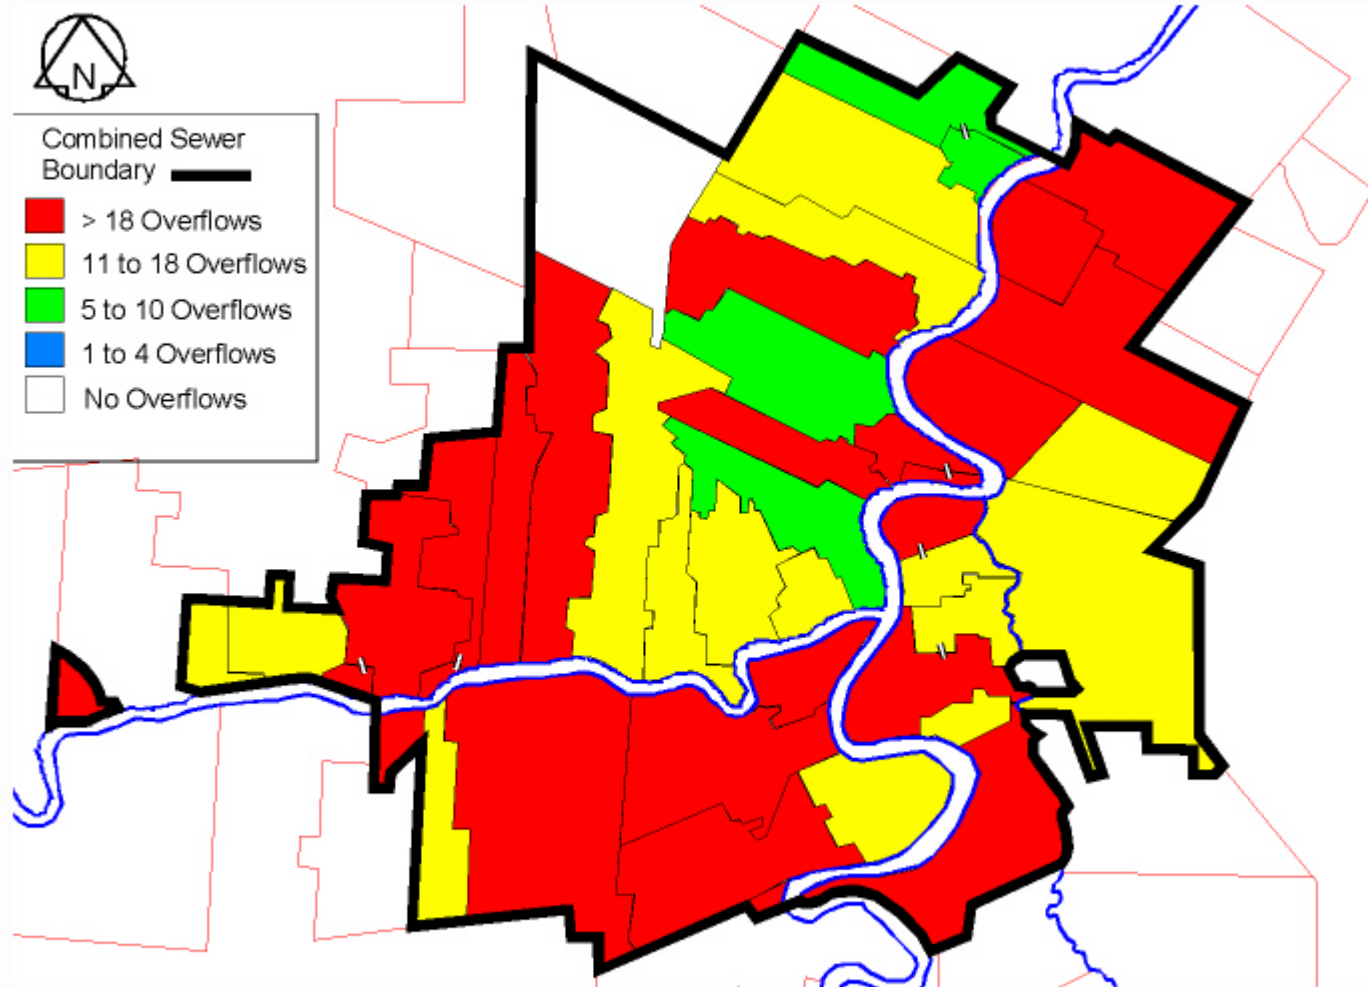 N
Combined Sewer
Boundary
> 18 Overflows
11 to 18 Overflows
5 to 10 Overflows
1 to 4 Overflows
No Overflows